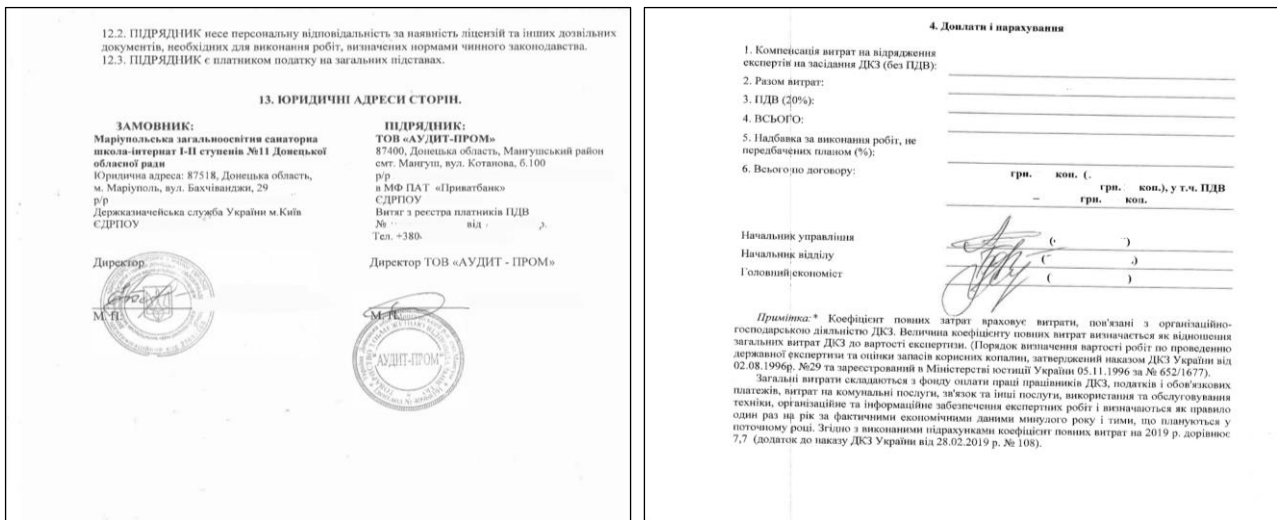 12.2. ПІДРЯДНИК несе персональну відповідальність за наявність ліцензій та інших дозвільних
документів, необхідних для виконання робіт, визначених нормами чинного законодавства.
12.3. ПІДРЯДНИК є платником податку на загальних підставах.
13. ЮРИДИЧНІ АДРЕСИ СТОРІН.
ЗАМОВНИК:
Маріупольська загальноосвітня санаторна
школа-інтернат І-ІІ ступенів №11 Донецької
обласної ради
Юридична адреса: 87518, Донецька область,
м. Маріуполь, вул. Бахчіванджи, 29
р/р
Держказначейська служба України м.Київ
ЄДРПОУ
Директор
М. П.
ПІДРЯДНИК:
ТОВ «АУДИТ-ПРОМ»
87400, Донецька область, Мангушський район
смт. Мангуш, вул. Котанова, б.100
р/р
в МФ ПАТ «Приватбанк»
ЄДРПОУ
Витяг з реєстра платників ПДВ
№ від р.
Тел. +380
Директор ТОВ «АУДИТ - ПРОМ»
М. П.
"АУДИТ-ПРОМ"
4. Доплати і нарахування
1. Компенсація витрат на відрядження
експертів на засідання ДКЗ (без ПДВ):
2. Разом витрат:
3. ПДВ (20%):
4. ВСЬОГО:
5. Надбавка за виконання робіт, не
передбачених планом (%):
6. Всього по договору: грн. коп. (.
грн. коп.), у т.ч. ПДВ
– грн. коп.
Начальник управління ( )
Начальник відділу ( .)
Головний економіст ( )
Примітка:* Коефіцієнт повних затрат враховує витрати, пов'язані з організаційно-
господарською діяльністю ДКЗ. Величина коефіцієнту повних витрат визначається як відношення
загальних витрат ДКЗ до вартості експертизи. (Порядок визначення вартості робіт по проведенню
державної експертизи та оцінки запасів корисних копалин, затверджений наказом ДКЗ України від
02.08.1996р. №29 та зареєстрований в Міністерстві юстиції України 05.11.1996 за № 652/1677).
Загальні витрати складаються з фонду оплати праці працівників ДКЗ, податків і обов'язкових
платежів, витрат на комунальні послуги, зв'язок та інші послуги, використання та обслуговування
техніки, організаційне та інформаційне забезпечення експертних робіт і визначаються як правило
один раз на рік за фактичними економічними даними минулого року і тими, що плануються у
поточному році. Згідно з виконаними підрахунками коефіцієнт повних витрат на 2019 р. дорівнює
7,7 (додаток до наказу ДКЗ України від 28.02.2019 р. № 108).